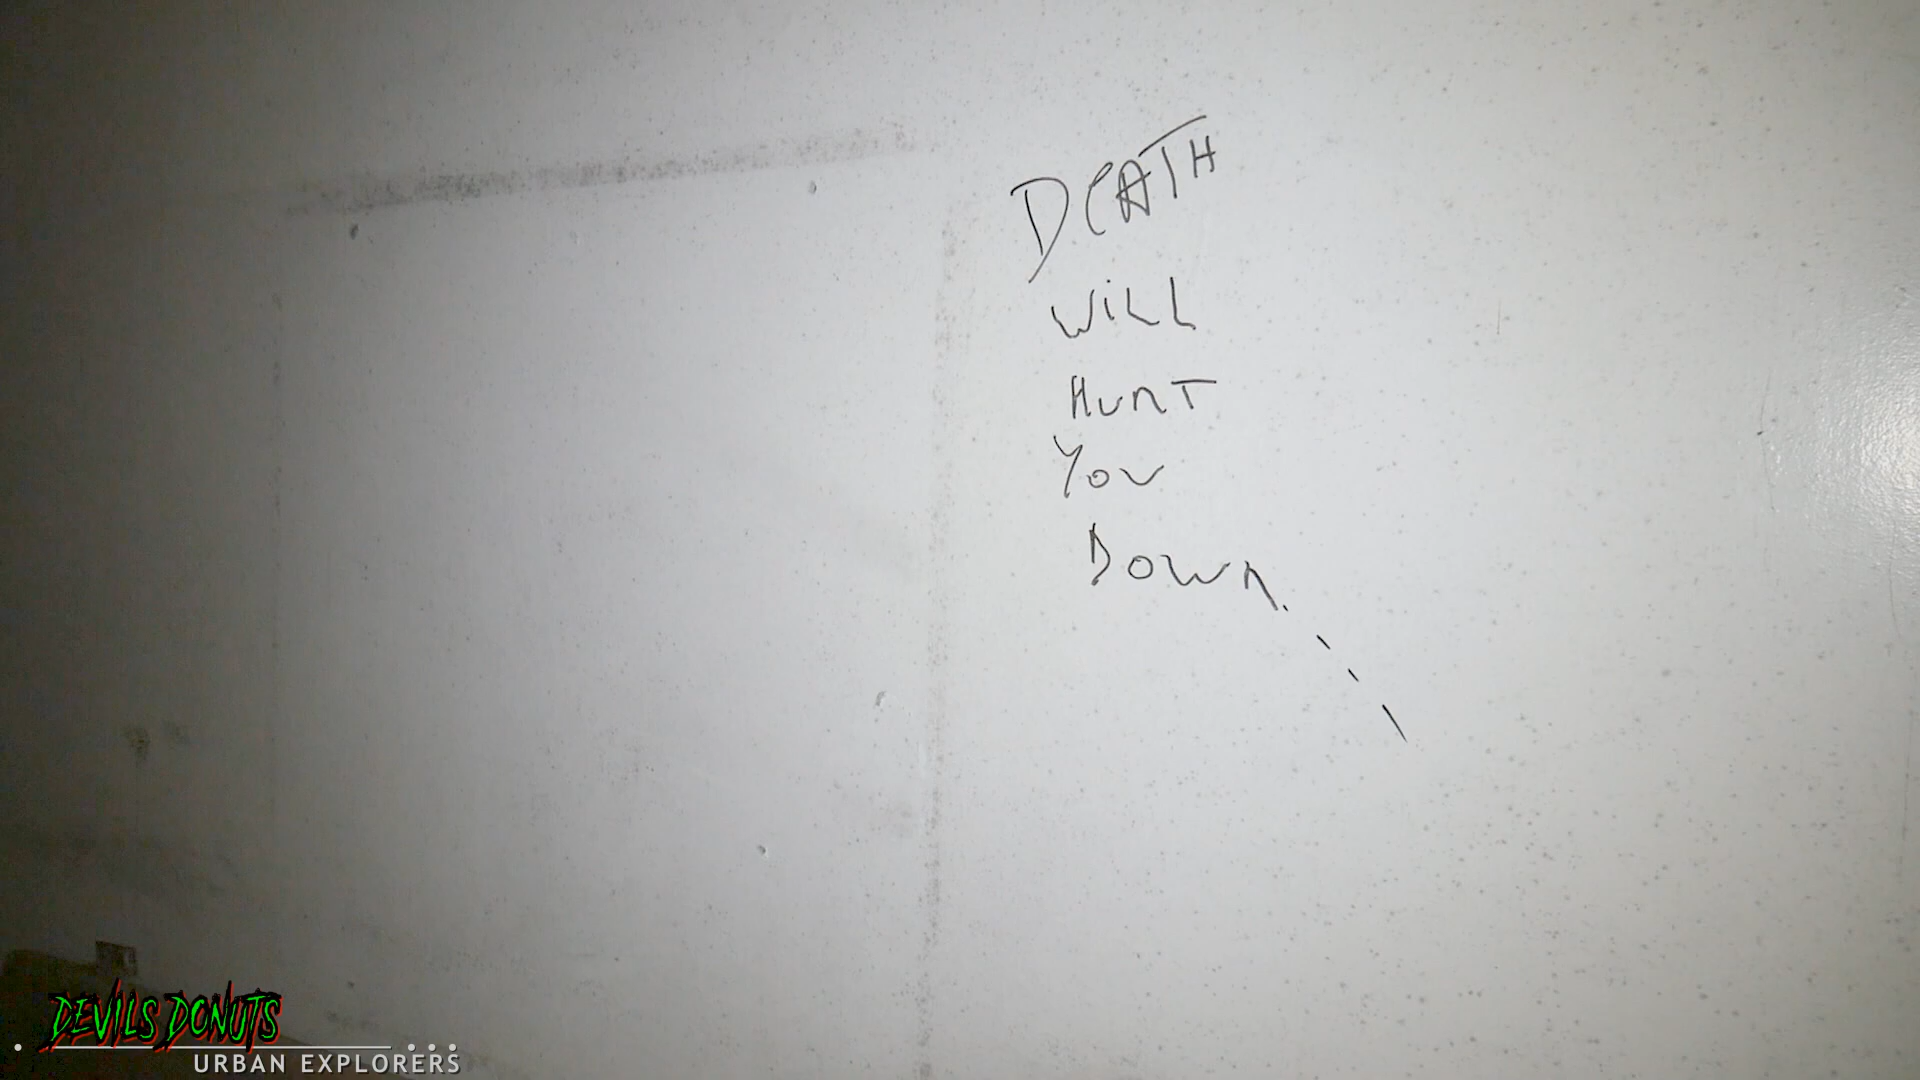 DEATH
WiLL
HUnT
You
Down.
DEVILS DONUTS
URBAN EXPLORERS